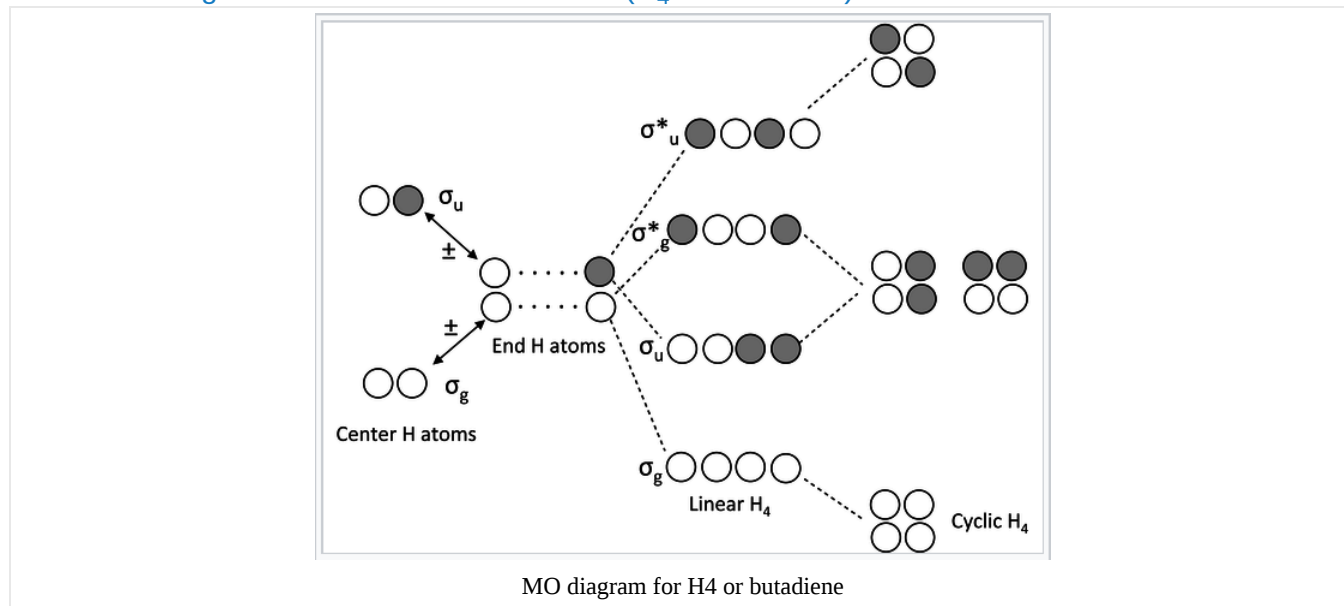 σ*u
σu
±
σ*g
±
End H atoms
σu
σg
Center H atoms
σg
Linear H4
Cyclic H4
MO diagram for H4 or butadiene